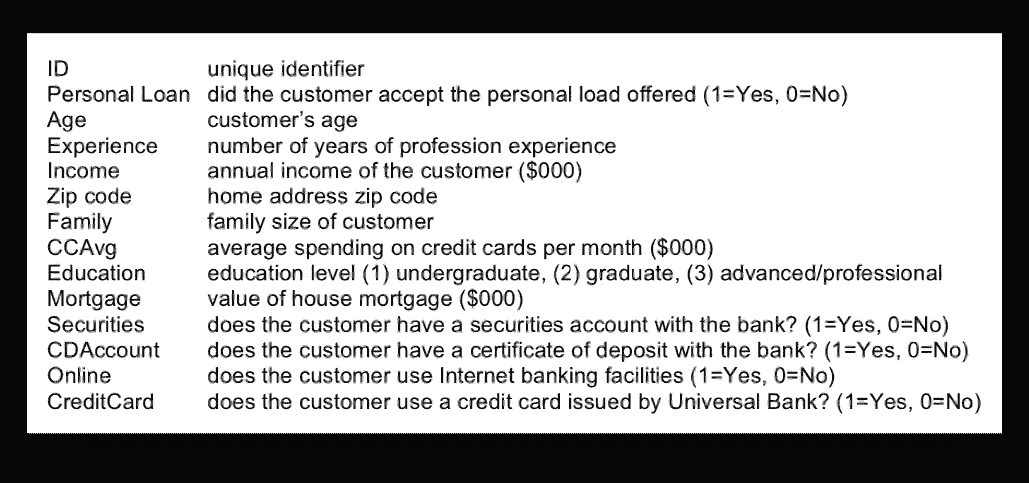 ID unique identifier
Personal Loan did the customer accept the personal load offered (1=Yes, 0=No)
Age customer's age
Experience number of years of profession experience
Income annual income of the customer ($000)
Zip code home address zip code
Family family size of customer
CCAvg average spending on credit cards per month ($000)
Education education level (1) undergraduate, (2) graduate, (3) advanced/professional
Mortgage value of house mortgage ($000)
Securities does the customer have a securities account with the bank? (1=Yes, 0=No)
CDAccount does the customer have a certificate of deposit with the bank? (1=Yes, 0=No)
Online does the customer use Internet banking facilities (1=Yes, 0=No)
CreditCard does the customer use a credit card issued by Universal Bank? (1=Yes, 0=No)